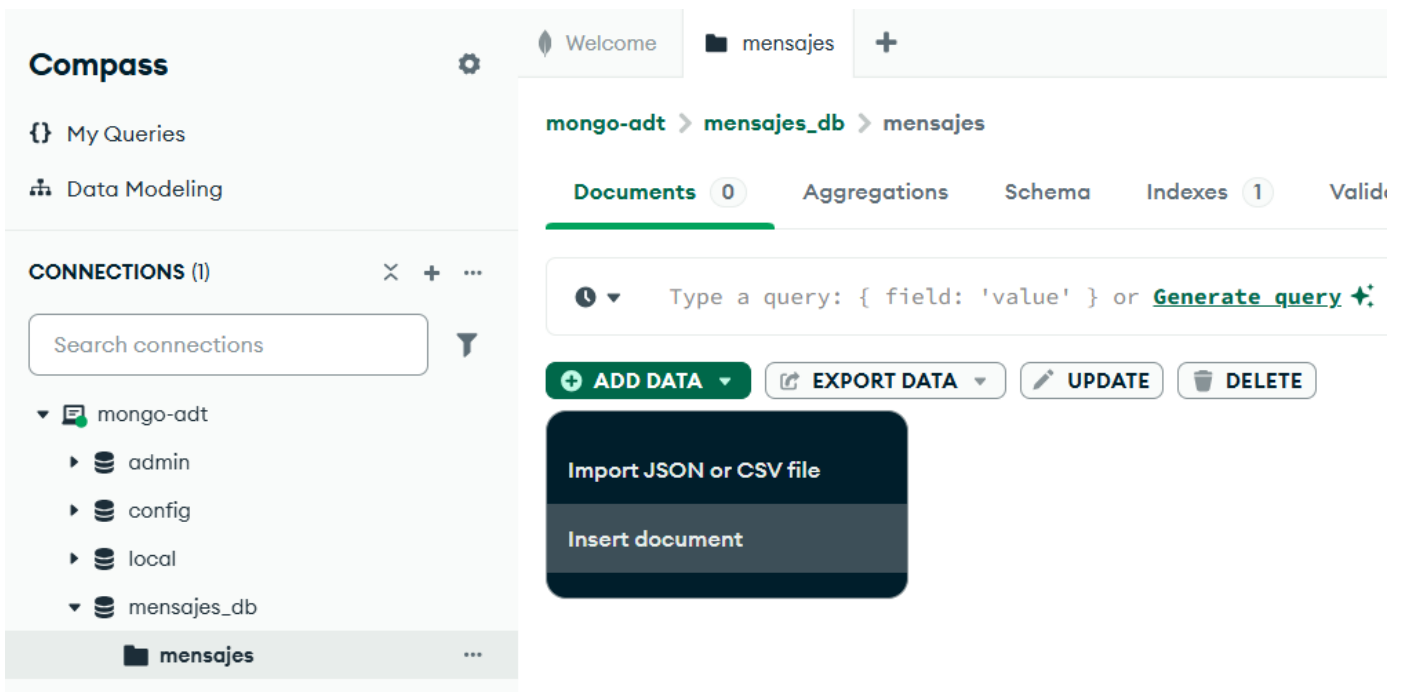 Compass
{} My Queries
Data Modeling
CONNECTIONS (1)
Search connections
mongo-adt
admin
config
local
mensajes_db
mensajes
Welcome
mensajes
mongo-adt > mensajes_db > mensajes
Documents 0 Aggregations Schema Indexes 1 Valid
Type a query: { field: 'value' } or Generate query
ADD DATA EXPORT DATA UPDATE DELETE
Import JSON or CSV file
Insert document